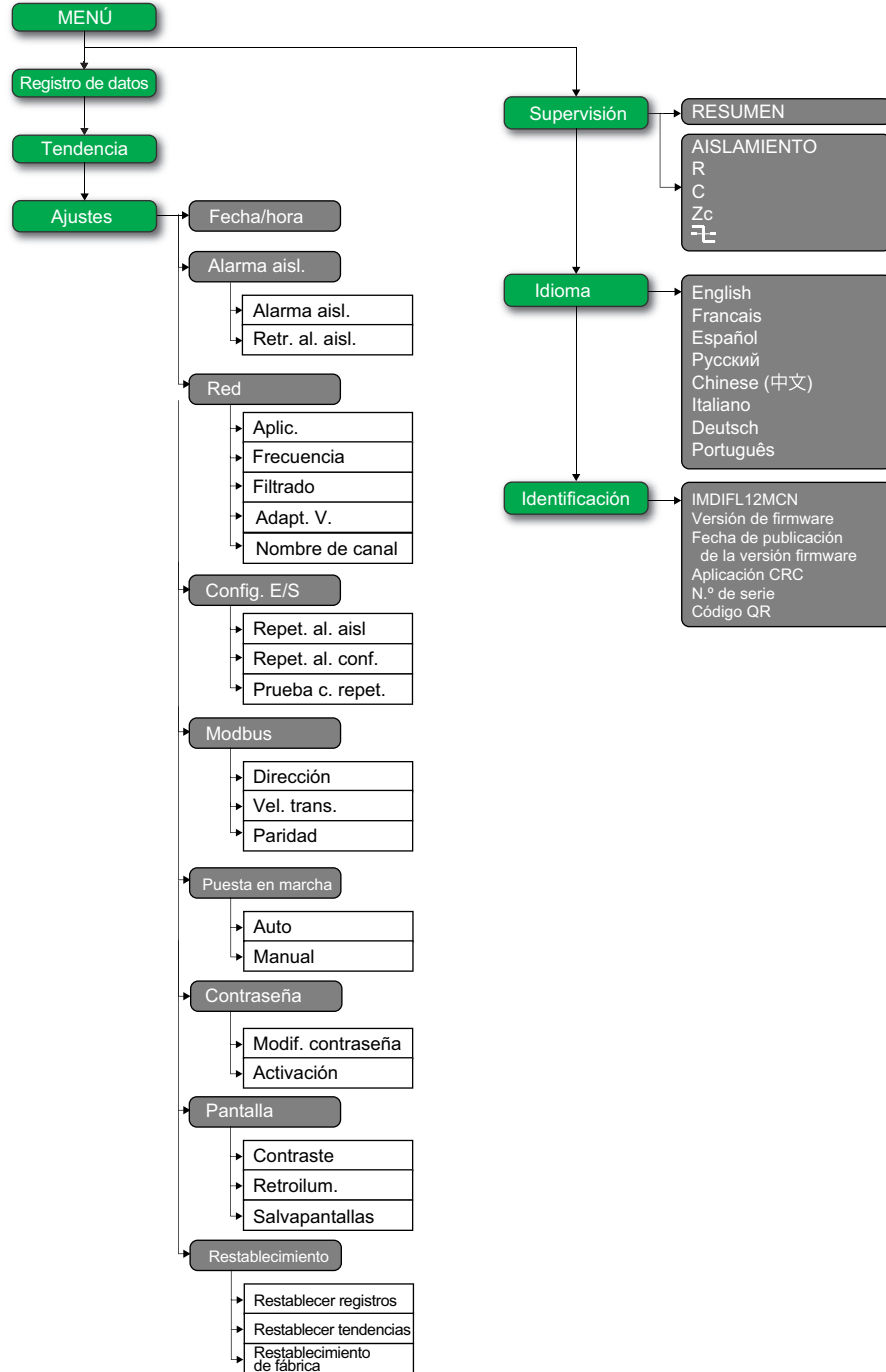 MENÚ
Registro de datos
Tendencia
Ajustes
Fecha/hora
Alarma aisl.
Alarma aisl.
Retr. al. aisl.
Red
Aplic.
Frecuencia
Filtrado
Adapt. V.
Nombre de canal
Config. E/S
Repet. al. aisl
Repet. al. conf.
Prueba c. repet.
Modbus
Dirección
Vel. trans.
Paridad
Puesta en marcha
Auto
Manual
Contraseña
Modif. contraseña
Activación
Pantalla
Contraste
Retroilum.
Salvapantallas
Restablecimiento
Restablecer registros
Restablecer tendencias
Restablecimiento
de fábrica
Supervisión
RESUMEN
AISLAMIENTO
R
C
Zc
Idioma
English
Francais
Español
Русский
Chinese (中文)
Italiano
Deutsch
Português
Identificación
IMDIFL12MCN
Versión de firmware
Fecha de publicación
de la versión firmware
Aplicación CRC
N.º de serie
Código QR